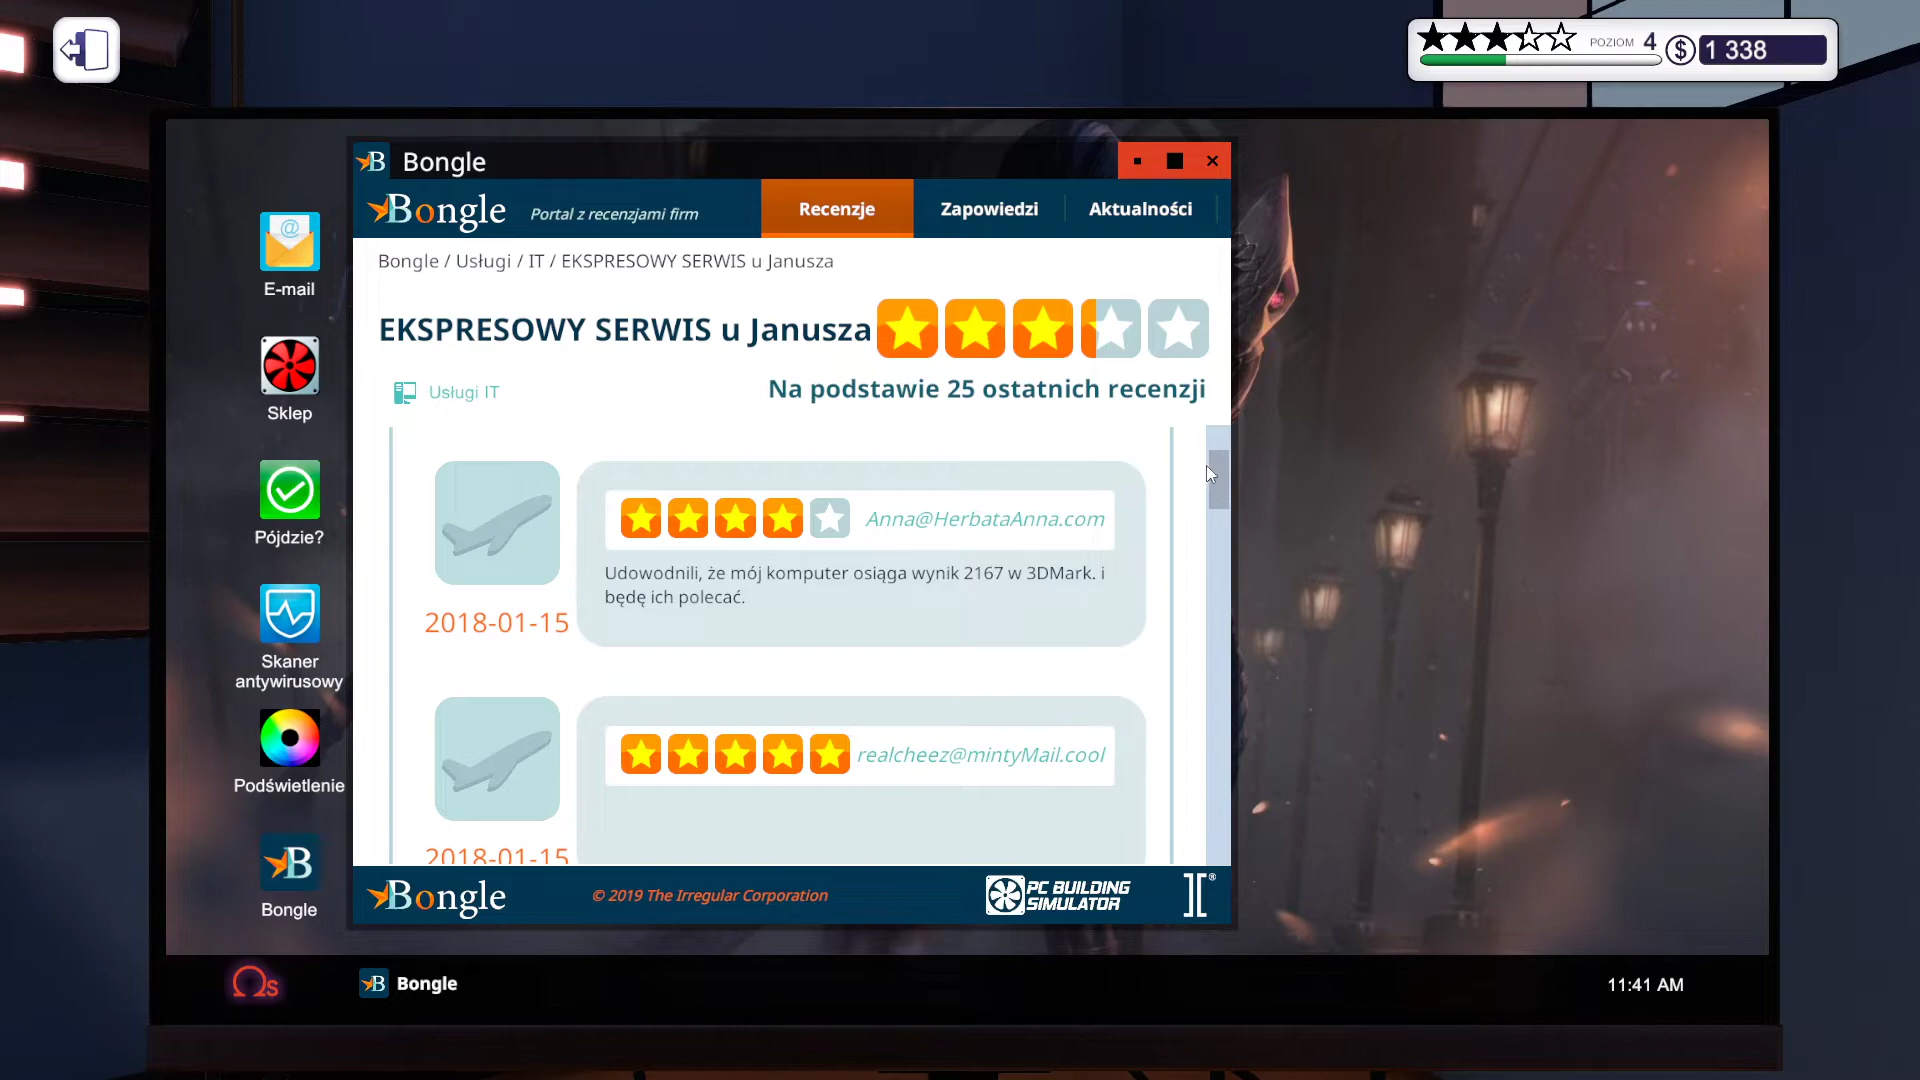 POZIOM 4 $ 1 338
B Bongle
Bongle Portal z recenzjami firm Recenzje Zapowiedzi Aktualności
Bongle / Usługi / IT / EKSPRESOWY SERWIS u Janusza
EKSPRESOWY SERWIS u Janusza
Usługi IT Na podstawie 25 ostatnich recenzji
Anna@HerbataAnna.com
Udowodnili, że mój komputer osiąga wynik 2167 w 3DMark. i
będę ich polecać.
2018-01-15
realcheez@mintyMail.cool
2018-01-15
Bongle © 2019 The Irregular Corporation PC BUILDING
SIMULATOR ][®
@
E-mail
Sklep
Pójdzie?
Skaner
antywirusowy
Podświetlenie
B
Bongle
Ωs B Bongle 11:41 AM